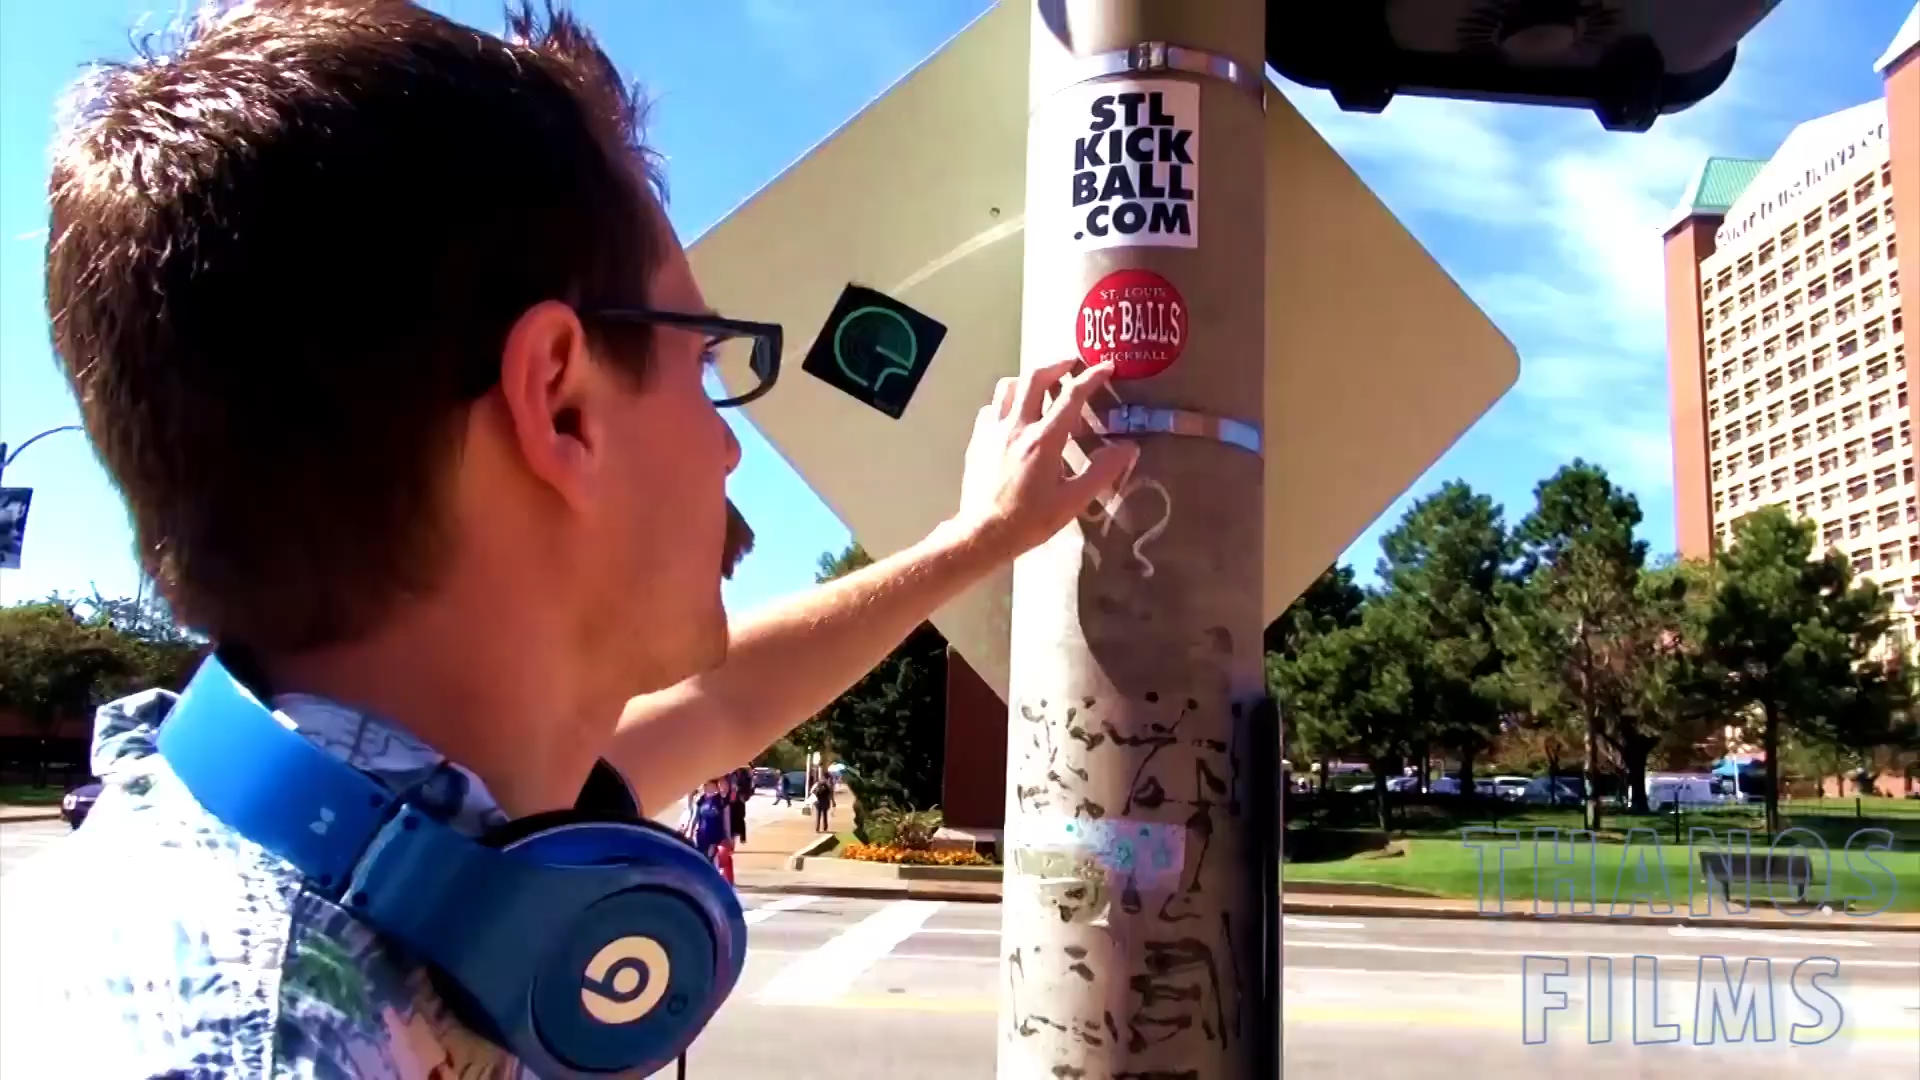 STL
KICK
BALL
.COM
ST. LOUIS
BIG BALLS
KICKBALL
b
THANOS
FILMS